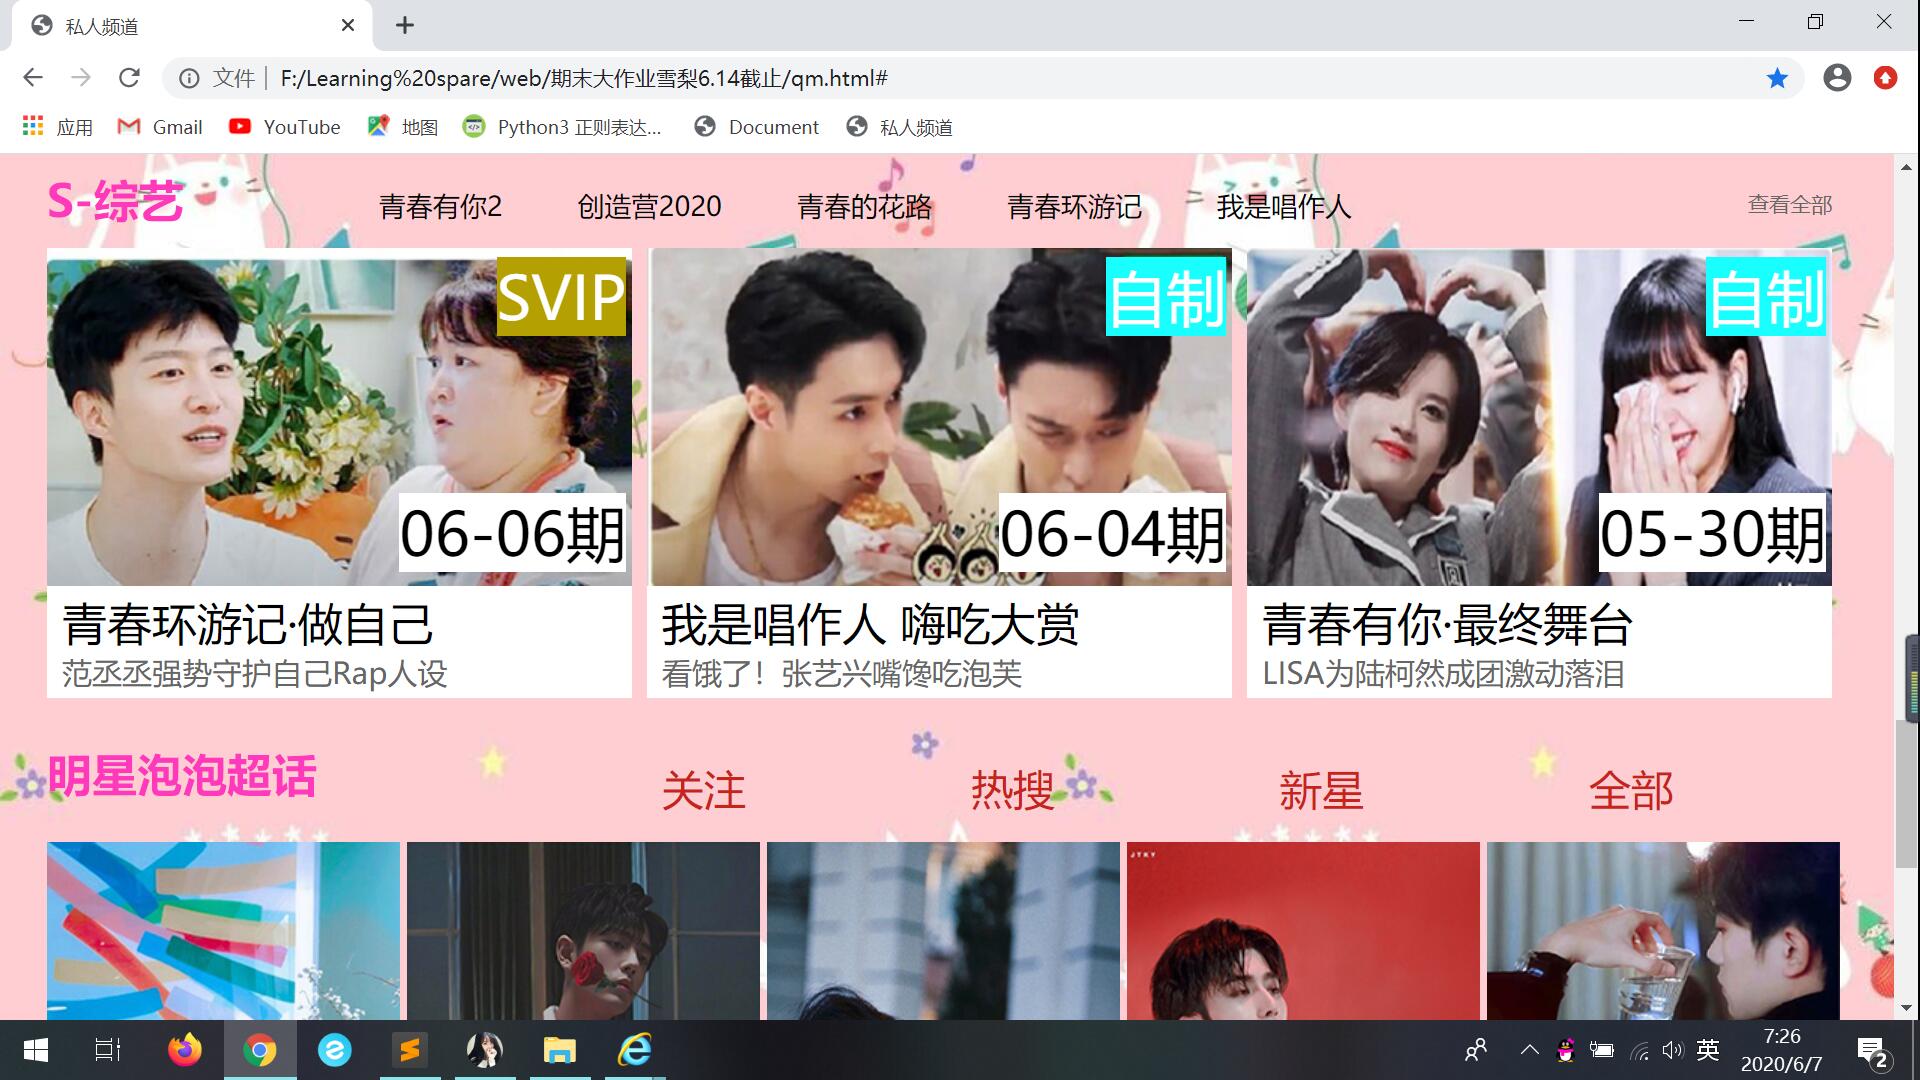 私人频道
文件 | F:/Learning%20spare/web/期末大作业雪梨6.14截止/qm.html#
应用 Gmail YouTube 地图 Python3 正则表达... Document 私人频道
S-综艺 青春有你2 创造营2020 青春的花路 青春环游记 我是唱作人 查看全部
SVIP 自制 自制
06-06期 06-04期 05-30期
青春环游记·做自己 我是唱作人 嗨吃大赏 青春有你·最终舞台
范丞丞强势守护自己Rap人设 看饿了！张艺兴嘴馋吃泡芙 LISA为陆柯然成团激动落泪
明星泡泡超话 关注 热搜 新星 全部
JTKY
英 7:26
2020/6/7 2